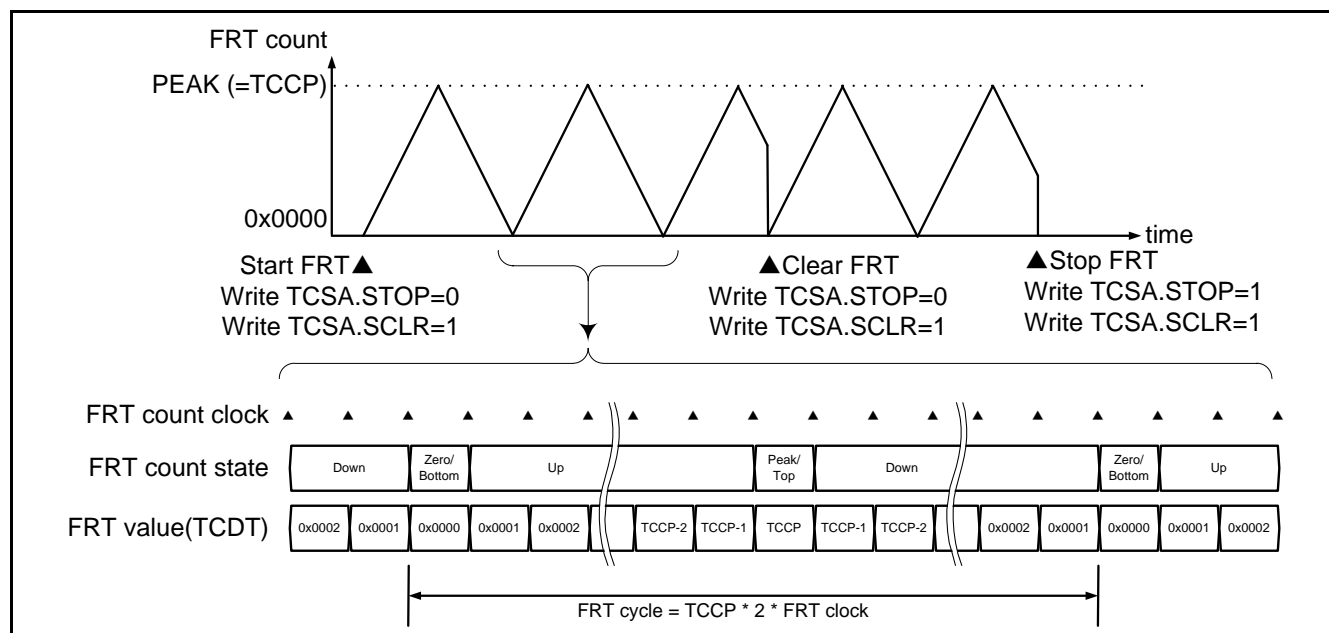 FRT count
PEAK (=TCCP)
0x0000
time
Start FRT▲
Write TCSA.STOP=0
Write TCSA.SCLR=1
▲Clear FRT
Write TCSA.STOP=0
Write TCSA.SCLR=1
▲Stop FRT
Write TCSA.STOP=1
Write TCSA.SCLR=1
FRT count clock
FRT count state
Down
Zero/
Bottom
Up
Peak/
Top
Down
Zero/
Bottom
Up
FRT value(TCDT)
0x0002 0x0001 0x0000 0x0001 0x0002 TCCP-2 TCCP-1 TCCP TCCP-1 TCCP-2 0x0002 0x0001 0x0000 0x0001 0x0002
FRT cycle = TCCP * 2 * FRT clock